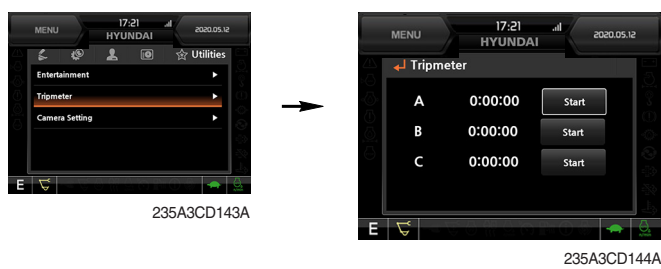 MENU
17:21
HYUNDAI
2020.05.12
Utilities
Entertainment
Tripmeter
Camera Setting
E
235A3CD143A
MENU
17:21
HYUNDAI
2020.05.12
Tripmeter
A 0:00:00 Start
B 0:00:00 Start
C 0:00:00 Start
E
235A3CD144A